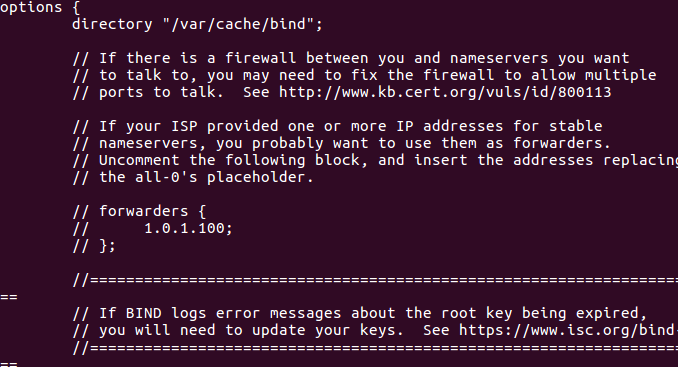 options {
        directory "/var/cache/bind";

        // If there is a firewall between you and nameservers you want
        // to talk to, you may need to fix the firewall to allow multiple
        // ports to talk.  See http://www.kb.cert.org/vuls/id/800113

        // If your ISP provided one or more IP addresses for stable
        // nameservers, you probably want to use them as forwarders.
        // Uncomment the following block, and insert the addresses replacing
        // the all-0's placeholder.

        // forwarders {
        //      1.0.1.100;
        // };

        //=====================================================================
==
        // If BIND logs error messages about the root key being expired,
        // you will need to update your keys.  See https://www.isc.org/bind-
        //=====================================================================
==